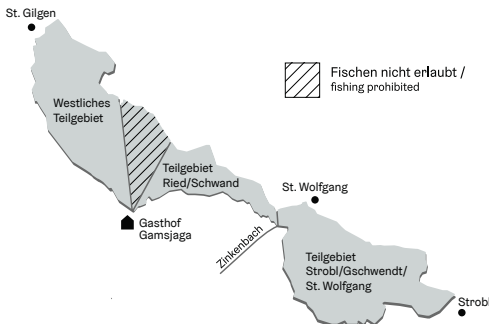 St. Gilgen
Fischen nicht erlaubt /
fishing prohibited
Westliches
Teilgebiet
Teilgebiet
Ried/Schwand
St. Wolfgang
Gasthof
Gamsjaga
Zinkenbach
Teilgebiet
Strobl/Gschwendt/
St. Wolfgang
Strobl